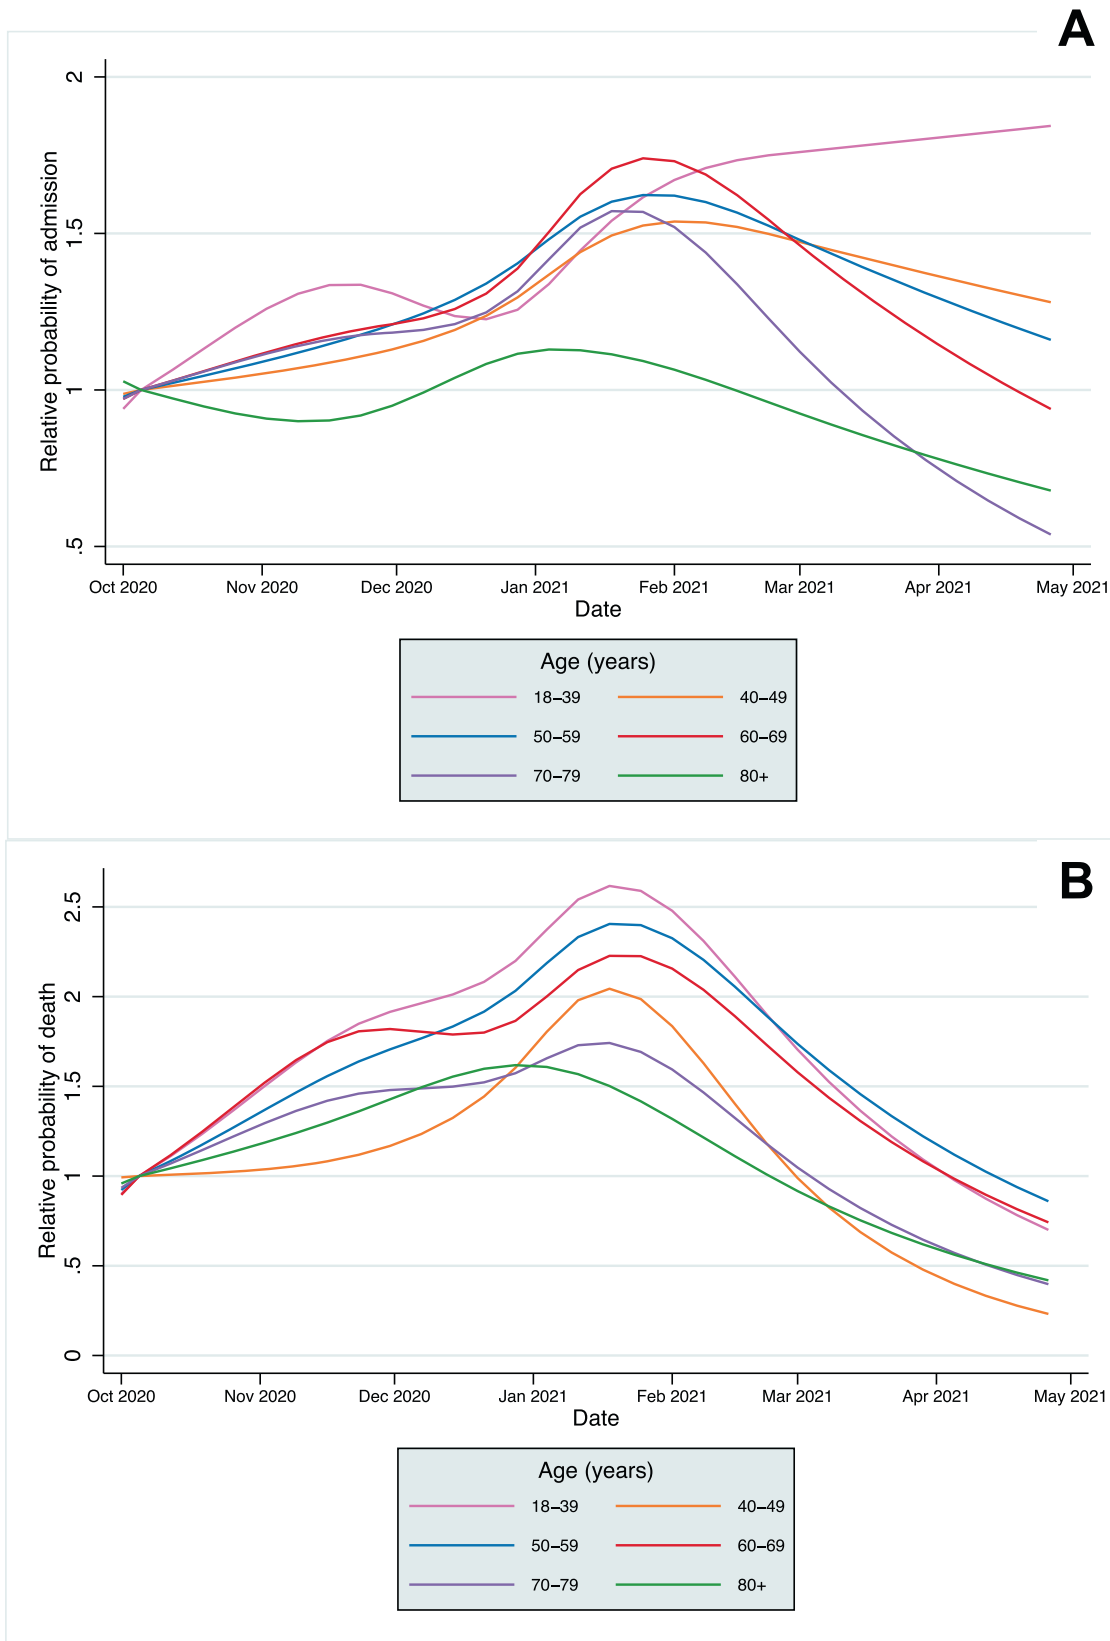 A
Relative probability of admission
2
1.5
1
.5
Oct 2020 Nov 2020 Dec 2020 Jan 2021 Feb 2021 Mar 2021 Apr 2021 May 2021
Date
Age (years)
18–39 40–49
50–59 60–69
70–79 80+
B
Relative probability of death
2.5
2
1.5
1
.5
0
Oct 2020 Nov 2020 Dec 2020 Jan 2021 Feb 2021 Mar 2021 Apr 2021 May 2021
Date
Age (years)
18–39 40–49
50–59 60–69
70–79 80+